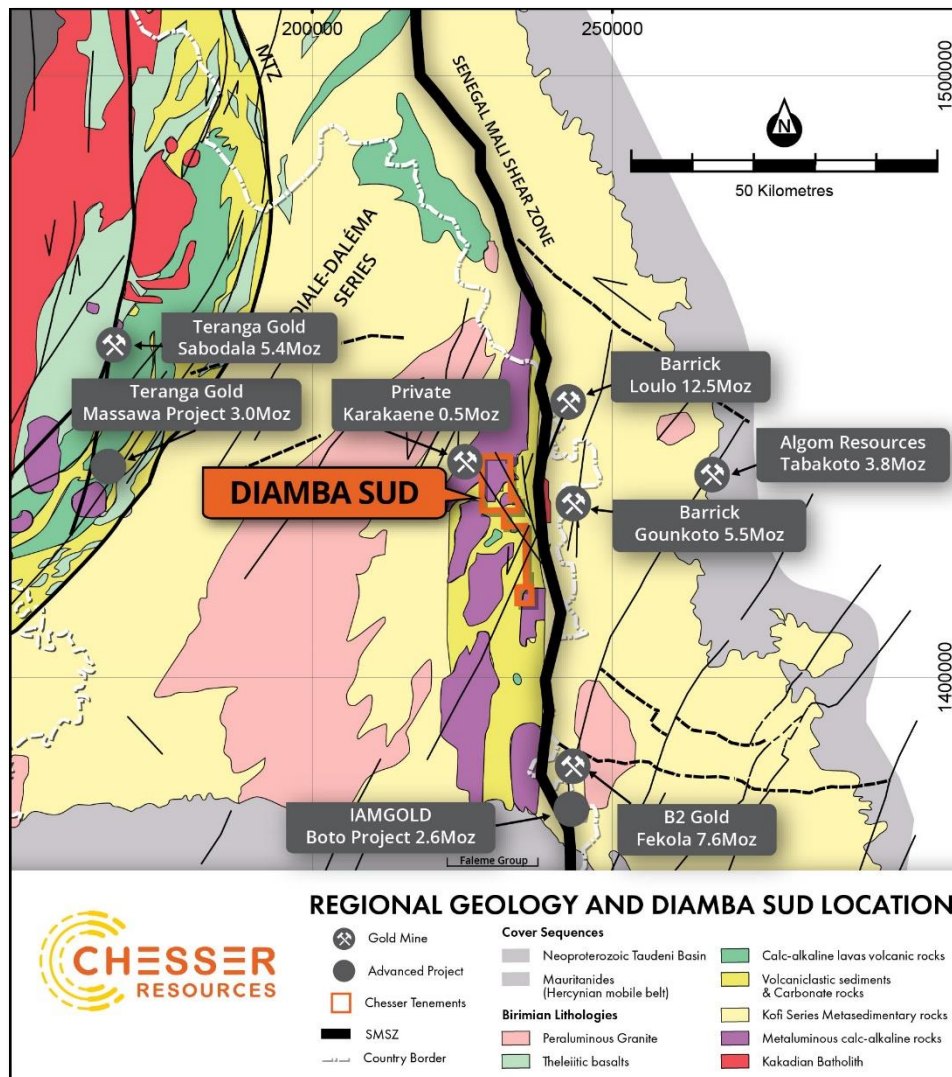 200000
250000
1500000
MTZ
SENEGAL MALI SHEAR ZONE
N
50 Kilometres
DIALE-DALÉMA
SERIES
Teranga Gold
Sabodala 5.4Moz
Teranga Gold
Massawa Project 3.0Moz
Private
Karakaene 0.5Moz
Barrick
Loulo 12.5Moz
Algom Resources
Tabakoto 3.8Moz
DIAMBA SUD
Barrick
Gounkoto 5.5Moz
1400000
IAMGOLD
Boto Project 2.6Moz
B2 Gold
Fekola 7.6Moz
Faleme Group
CHESSER
RESOURCES
REGIONAL GEOLOGY AND DIAMBA SUD LOCATION
Gold Mine
Advanced Project
Chesser Tenements
SMSZ
Country Border
Cover Sequences
Neoproterozoic Taudeni Basin
Mauritanides
(Hercynian mobile belt)
Birimian Lithologies
Peraluminous Granite
Theleiitic basalts
Calc-alkaline lavas volcanic rocks
Volcaniclastic sediments
& Carbonate rocks
Kofi Series Metasedimentary rocks
Metaluminous calc-alkaline rocks
Kakadian Batholith